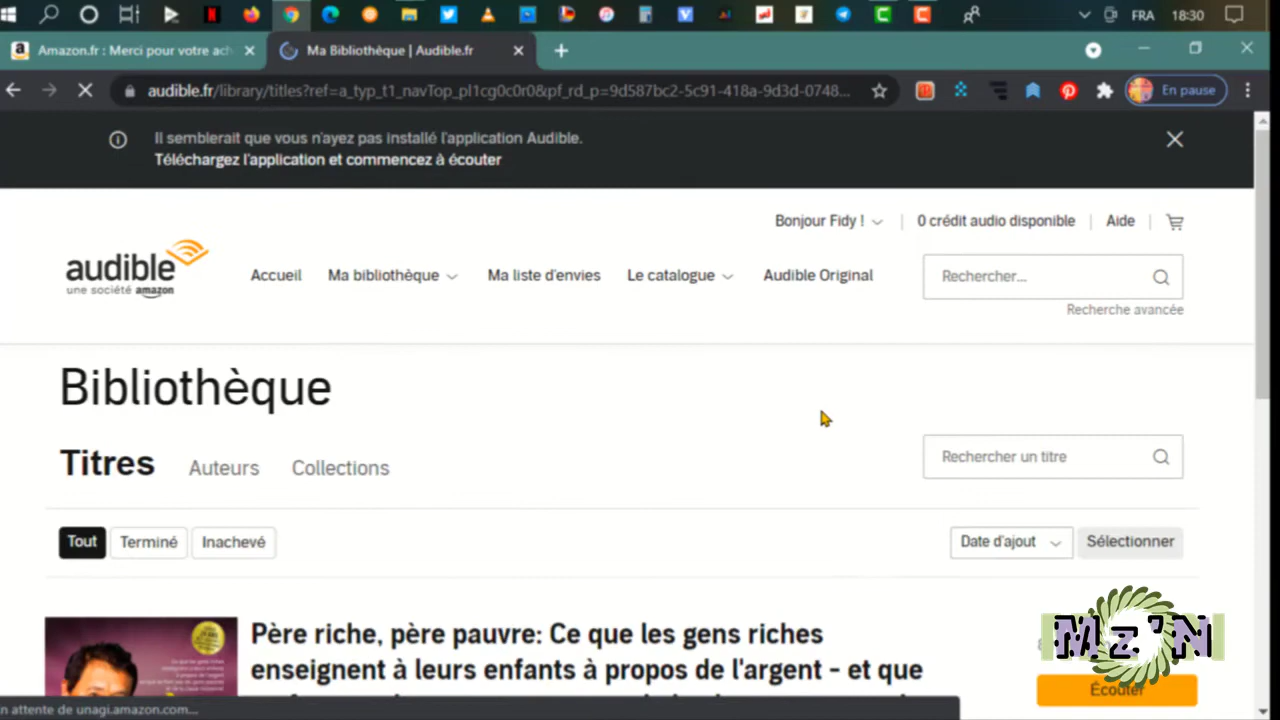 FRA
18:30
Amazon.fr : Merci pour votre ach
Ma Bibliothèque | Audible.fr
audible.fr/library/titles?ref=a_typ_t1_navTop_pl1cg0c0r0&pf_rd_p=9d587bc2-5c91-418a-9d3d-0748...
En pause
Il semblerait que vous n'ayez pas installé l'application Audible.
Téléchargez l'application et commencez à écouter
Bonjour Fidy !
0 crédit audio disponible
Aide
audible
une société amazon
Accueil
Ma bibliothèque
Ma liste d'envies
Le catalogue
Audible Original
Rechercher...
Recherche avancée
Bibliothèque
Titres
Auteurs
Collections
Rechercher un titre
Tout
Terminé
Inachevé
Date d'ajout
Sélectionner
Père riche, père pauvre: Ce que les gens riches
enseignent à leurs enfants à propos de l'argent - et que
Mz'N
Écouter
n attente de unagi.amazon.com...